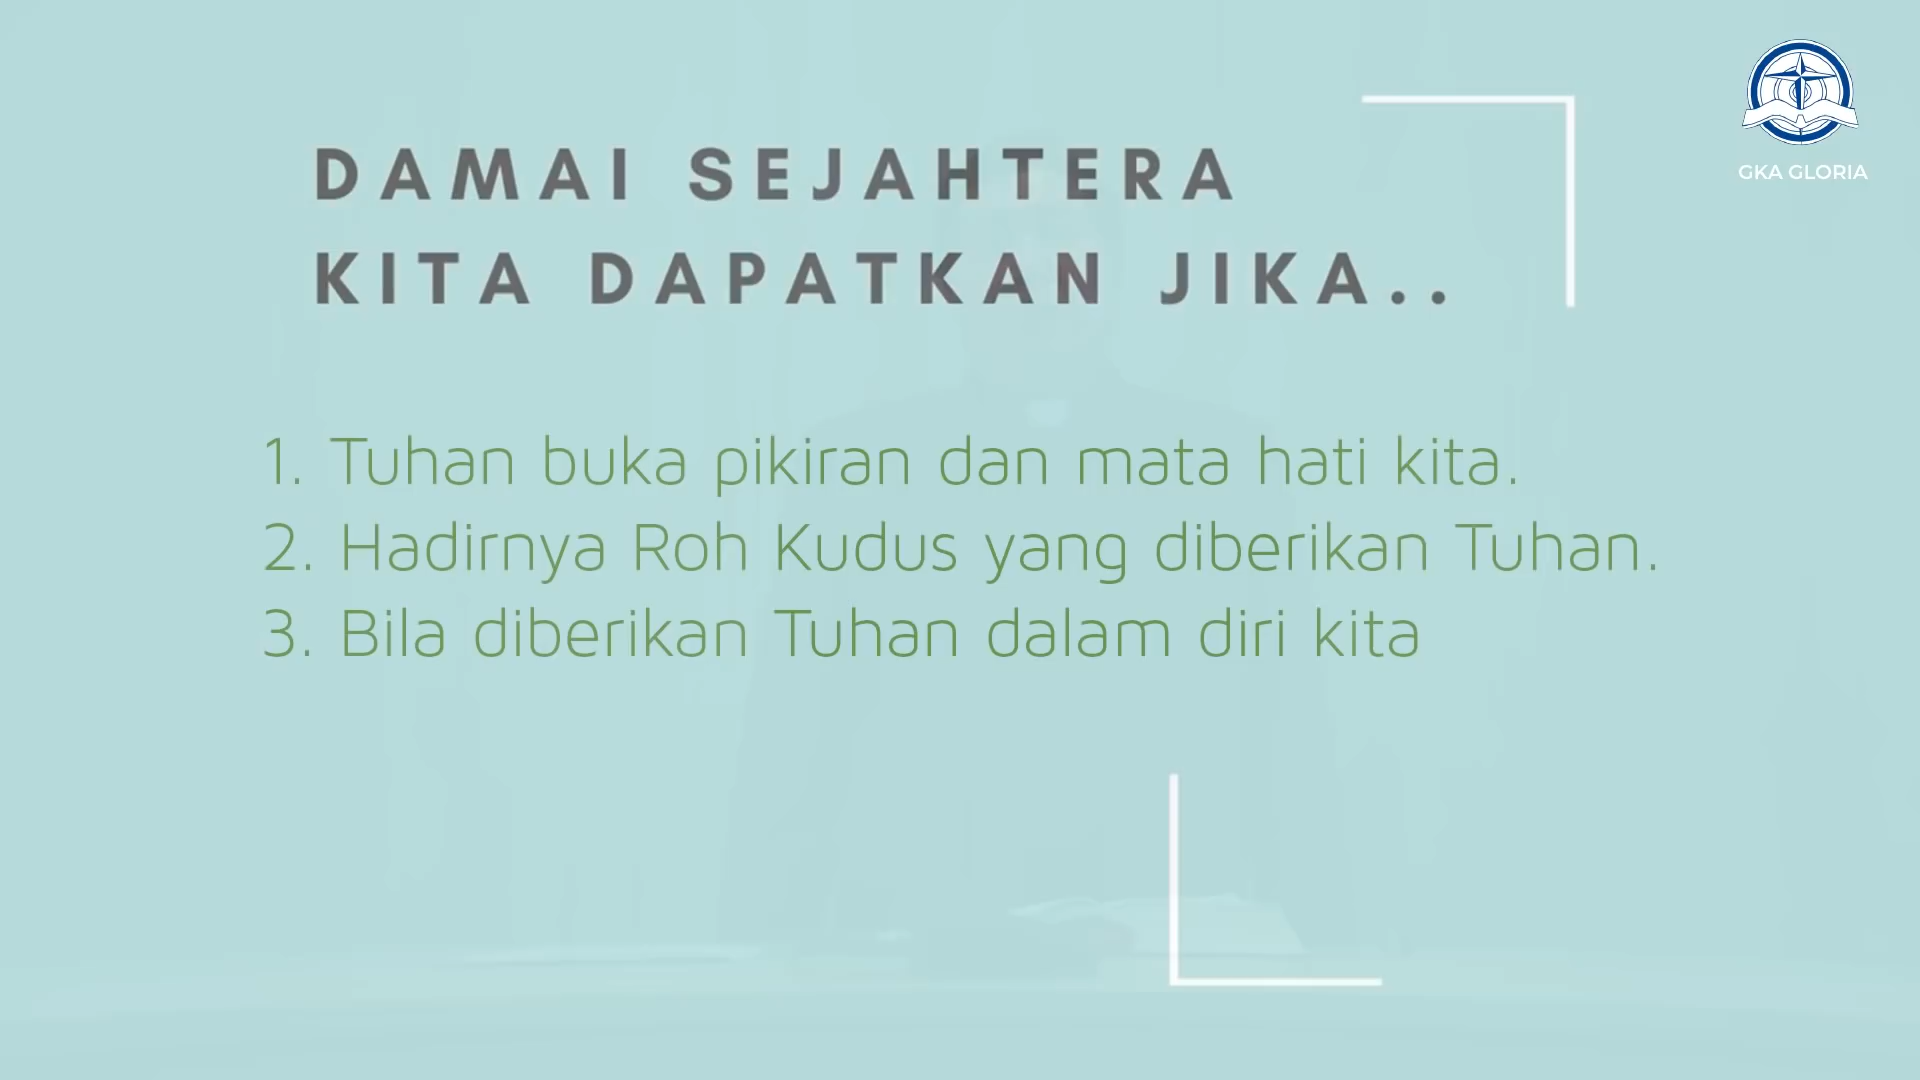 DAMAI SEJAHTERA
KITA DAPATKAN JIKA..
1. Tuhan buka pikiran dan mata hati kita.
2. Hadirnya Roh Kudus yang diberikan Tuhan.
3. Bila diberikan Tuhan dalam diri kita
GKA GLORIA